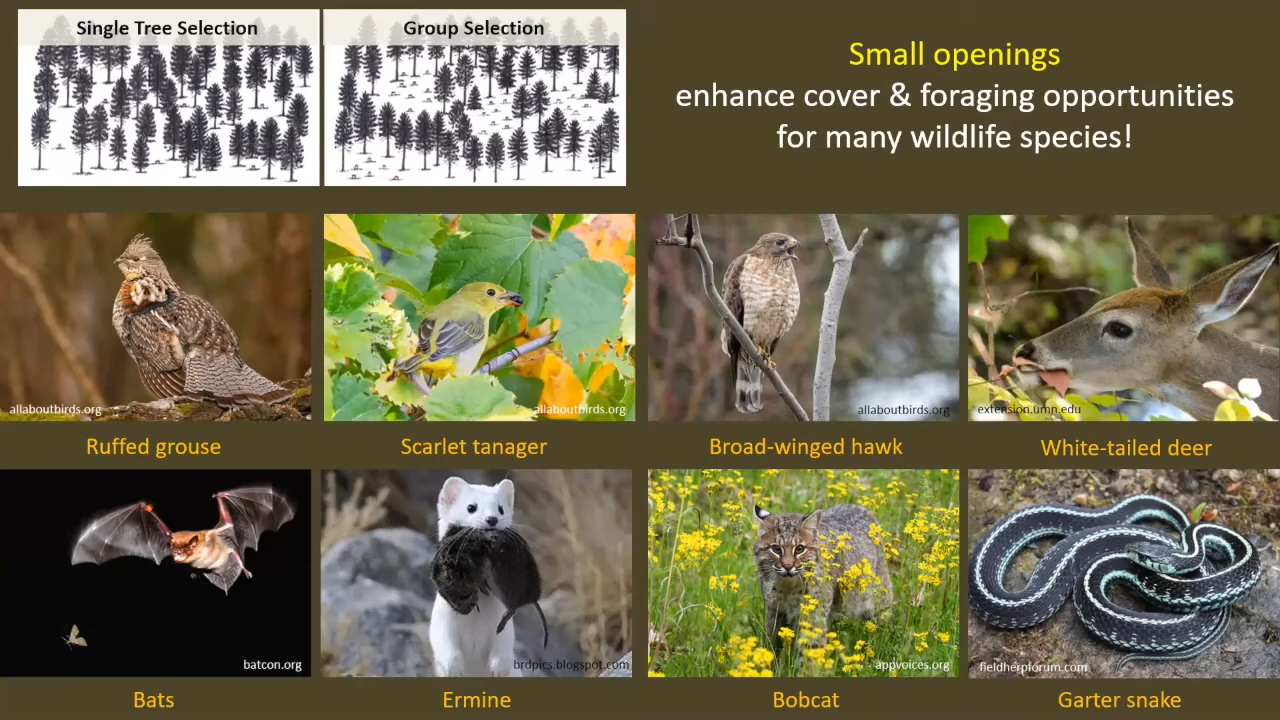 Single Tree Selection
Group Selection
Small openings
enhance cover & foraging opportunities
for many wildlife species!
allaboutbirds.org
allaboutbirds.org
allaboutbirds.org
extension.umn.edu
Ruffed grouse
Scarlet tanager
Broad-winged hawk
White-tailed deer
batcon.org
brdpics.blogspot.com
appvoices.org
fieldherpforum.com
Bats
Ermine
Bobcat
Garter snake